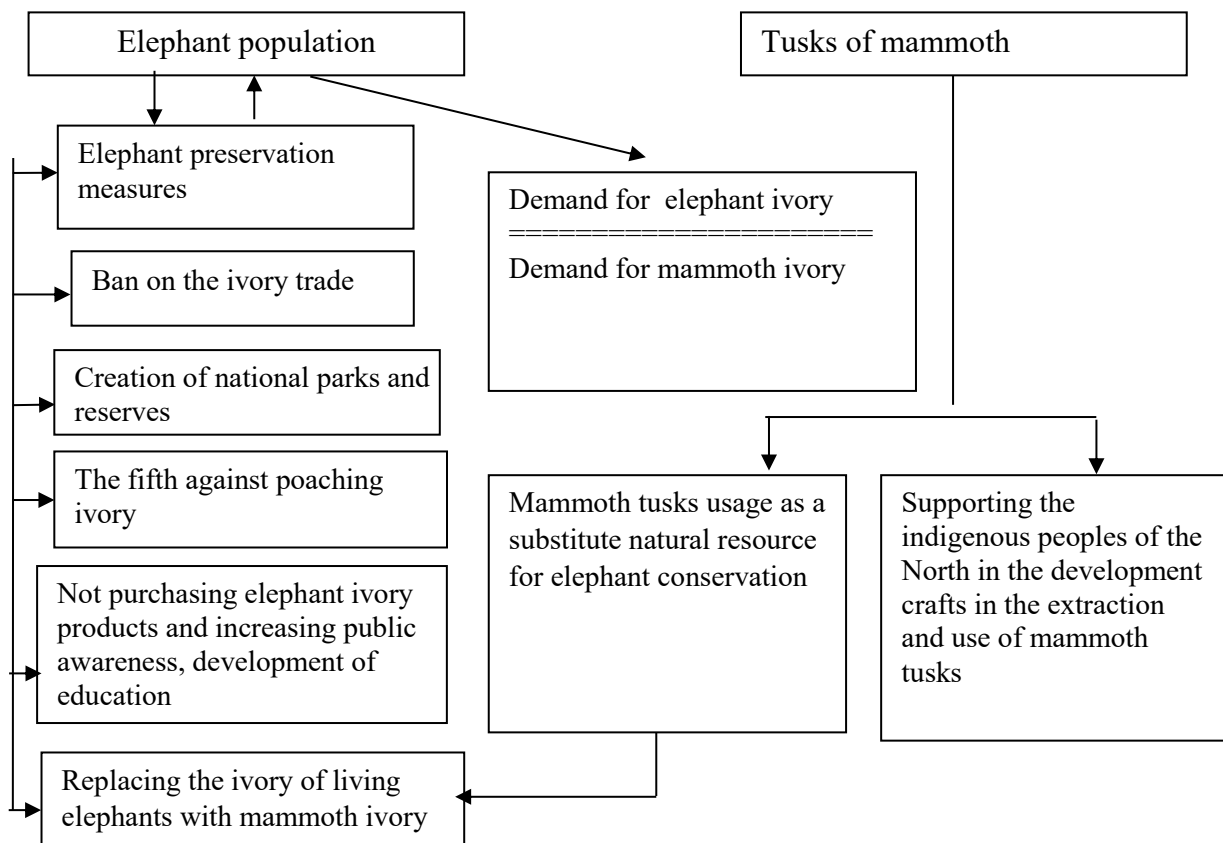 Elephant population
Tusks of mammoth
Elephant preservation
measures
Demand for elephant ivory
======================
Demand for mammoth ivory
Ban on the ivory trade
Creation of national parks and
reserves
The fifth against poaching
ivory
Mammoth tusks usage as a
substitute natural resource
for elephant conservation
Supporting the
indigenous peoples of the
North in the development
crafts in the extraction
and use of mammoth
tusks
Not purchasing elephant ivory
products and increasing public
awareness, development of
education
Replacing the ivory of living
elephants with mammoth ivory